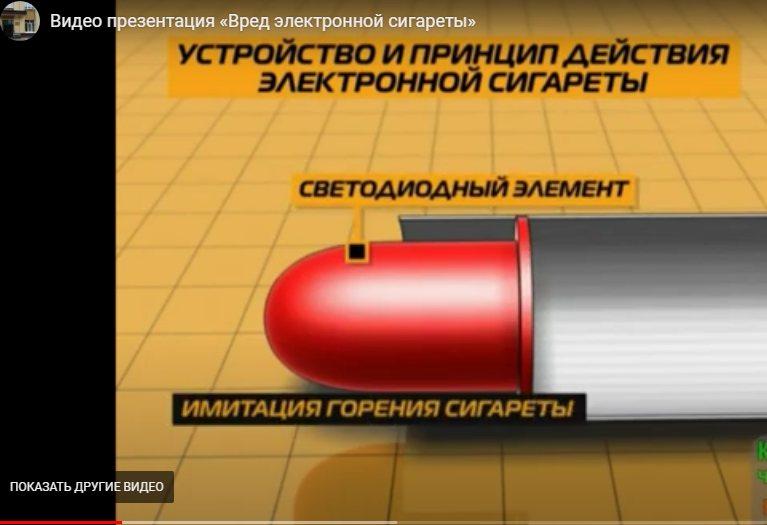 Видео презентация «Вред электронной сигареты»
УСТРОЙСТВО И ПРИНЦИП ДЕЙСТВИЯ
ЭЛЕКТРОННОЙ СИГАРЕТЫ
СВЕТОДИОДНЫЙ ЭЛЕМЕНТ
ИМИТАЦИЯ ГОРЕНИЯ СИГАРЕТЫ
ПОКАЗАТЬ ДРУГИЕ ВИДЕО